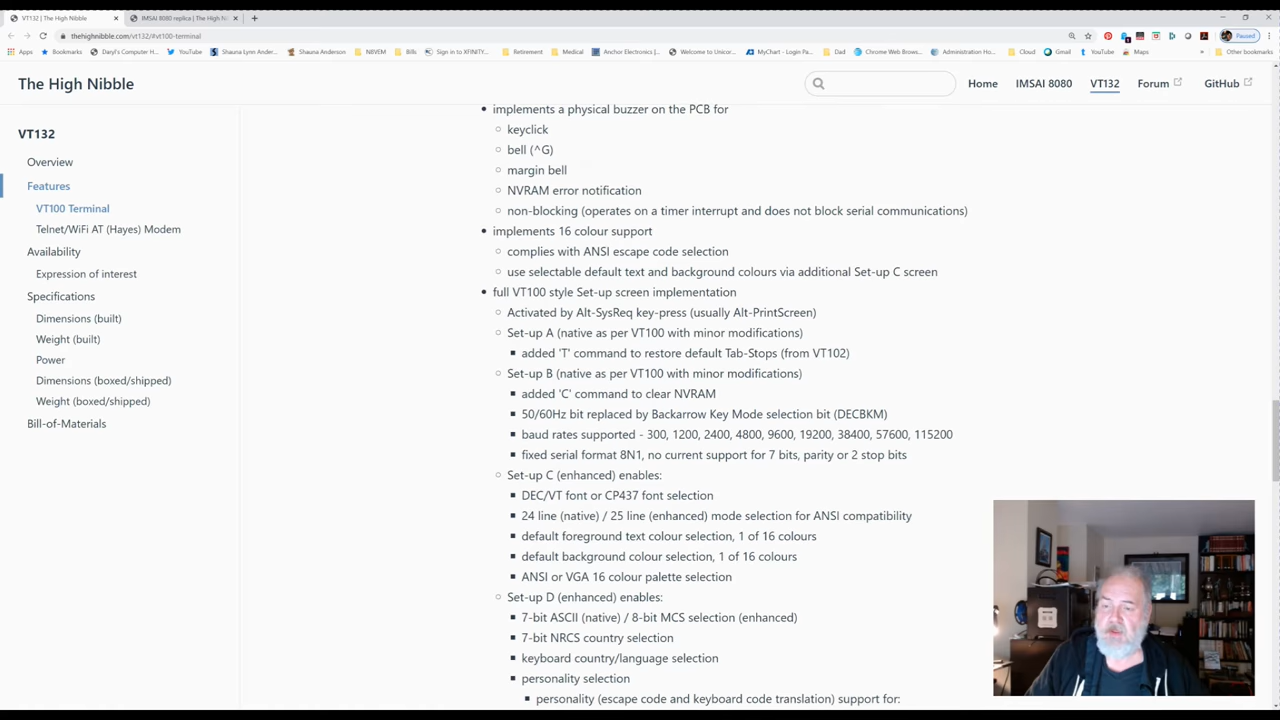 VT132 | The High Nibble
IMSAI 8080 replica | The High N
thehighnibble.com/vt132/#vt100-terminal
Paused
Apps
Bookmarks
Daryl's Computer H
YouTube
Shauna Lynn Ander
Shauna Anderson
NBVEM
Bills
Sign in to XFINITY
Retirement
Medical
Anchor Electronics J
Welcome to Unicor
MyChart - Login Pa
Dad
Chrome Web Brows
Administration Ho
Cloud
Gmail
YouTube
Maps
Other bookmarks
The High Nibble
Home
IMSAI 8080
VT132
Forum
GitHub
VT132
Overview
Features
VT100 Terminal
Telnet/WiFi AT (Hayes) Modem
Availability
Expression of interest
Specifications
Dimensions (built)
Weight (built)
Power
Dimensions (boxed/shipped)
Weight (boxed/shipped)
Bill-of-Materials
implements a physical buzzer on the PCB for
keyclick
bell (^G)
margin bell
NVRAM error notification
non-blocking (operates on a timer interrupt and does not block serial communications)
implements 16 colour support
complies with ANSI escape code selection
use selectable default text and background colours via additional Set-up C screen
full VT100 style Set-up screen implementation
Activated by Alt-SysReq key-press (usually Alt-PrintScreen)
Set-up A (native as per VT100 with minor modifications)
added 'T' command to restore default Tab-Stops (from VT102)
Set-up B (native as per VT100 with minor modifications)
added 'C' command to clear NVRAM
50/60Hz bit replaced by Backarrow Key Mode selection bit (DECBKM)
baud rates supported - 300, 1200, 2400, 4800, 9600, 19200, 38400, 57600, 115200
fixed serial format 8N1, no current support for 7 bits, parity or 2 stop bits
Set-up C (enhanced) enables:
DEC/VT font or CP437 font selection
24 line (native) / 25 line (enhanced) mode selection for ANSI compatibility
default foreground text colour selection, 1 of 16 colours
default background colour selection, 1 of 16 colours
ANSI or VGA 16 colour palette selection
Set-up D (enhanced) enables:
7-bit ASCII (native) / 8-bit MCS selection (enhanced)
7-bit NRCS country selection
keyboard country/language selection
personality selection
personality (escape code and keyboard code translation) support for: